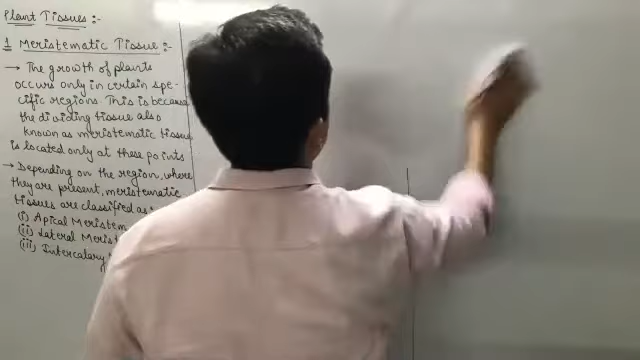 Plant Tissues :-
1 Meristematic Tissue :-
→ The growth of plants
occurs only in certain spe-
cific regions. This is because
the dividing tissue also
known as meristematic tissue
is located only at these points
→ Depending on the region, where
they are present, meristematic
tissues are classified as
(i) Apical
(ii) Lateral
(iii) Intercalary